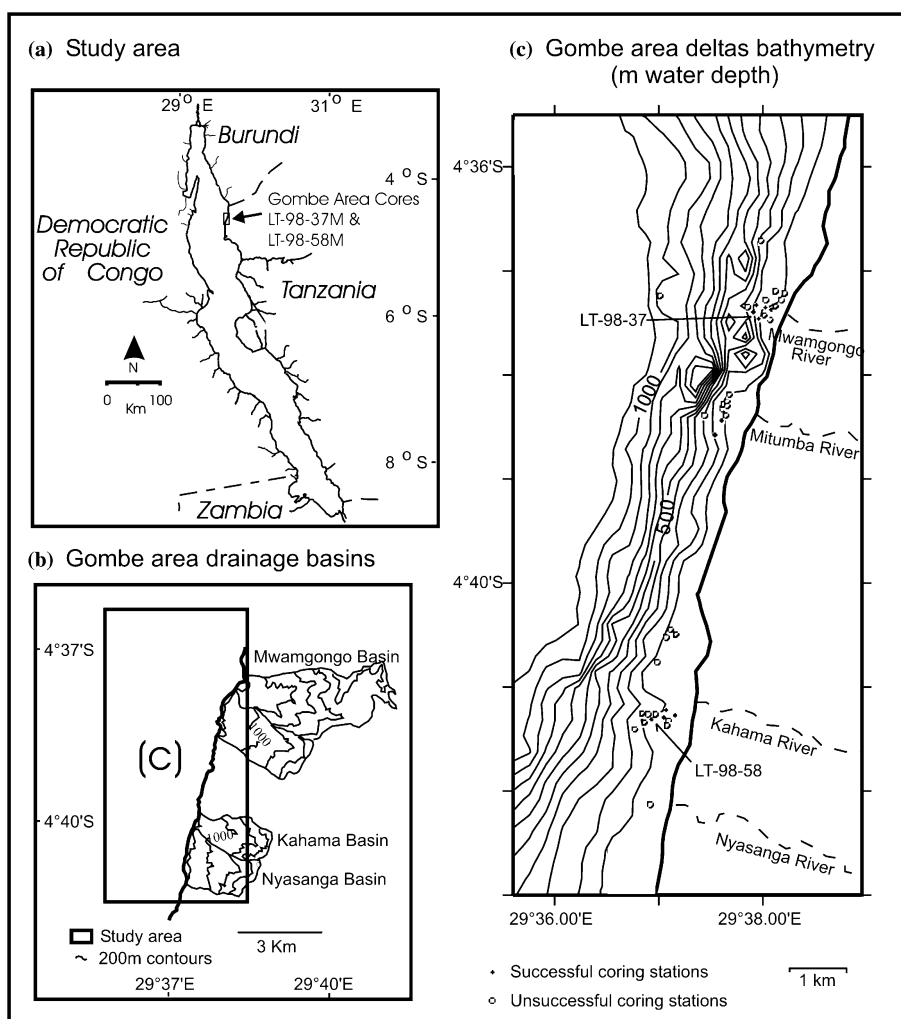 (a) Study area
29° E
31° E
Burundi
4° S
Gombe Area Cores
LT-98-37M &
LT-98-58M
Democratic
Republic
of Congo
Tanzania
6° S
N
0 100
Km
8° S
Zambia
(b) Gombe area drainage basins
4°37'S
Mwamgongo Basin
1000
(C)
4°40'S
1000
Kahama Basin
Nyasanga Basin
Study area
200m contours
3 Km
29°37'E
29°40'E
(c) Gombe area deltas bathymetry
(m water depth)
4°36'S
LT-98-37
Mwamgongo
River
1000
Mitumba River
500
4°40'S
Kahama River
LT-98-58
Nyasanga River
29°36.00'E
29°38.00'E
Successful coring stations
Unsuccessful coring stations
1 km